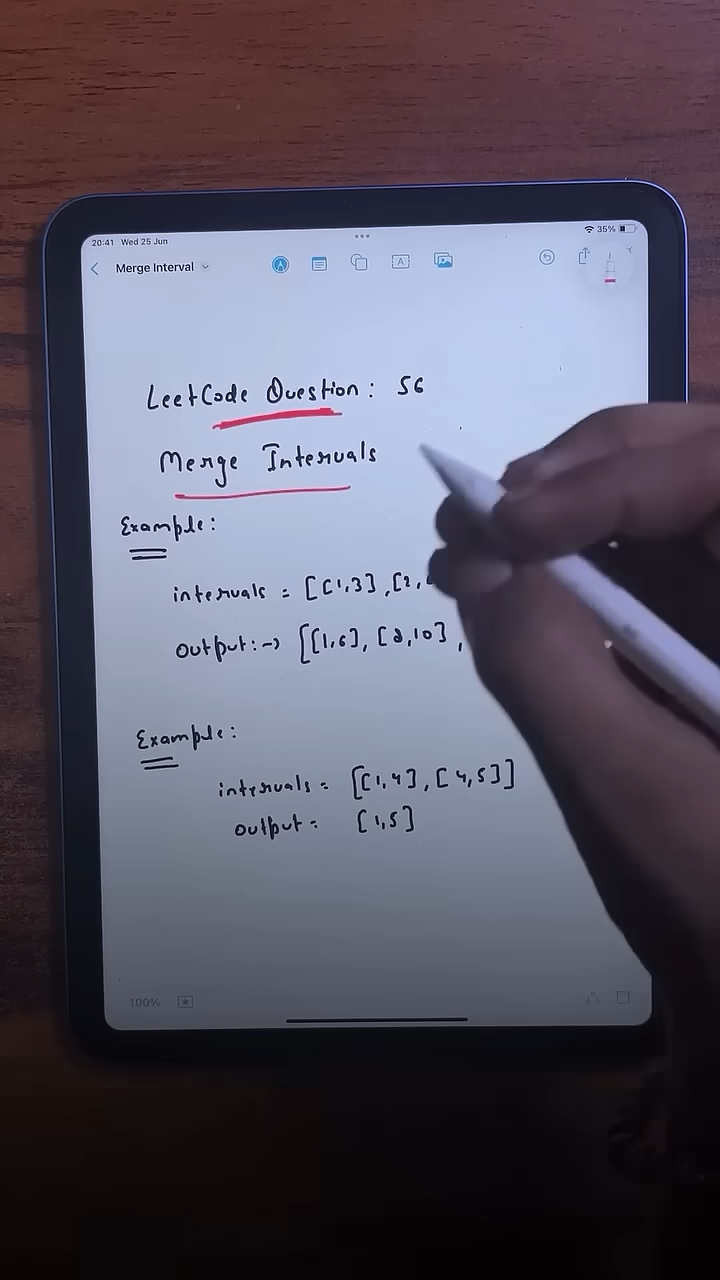 20:41 Wed 25 Jun
35%
Merge Interval
A
LeetCode Question: 56
Merge Intervals
Example:
intervals = [[1,3],[2,
output:→ [[1,6], [8,10],
Example:
intervals = [[1,4],[4,5]]
output = [1,5]
100%